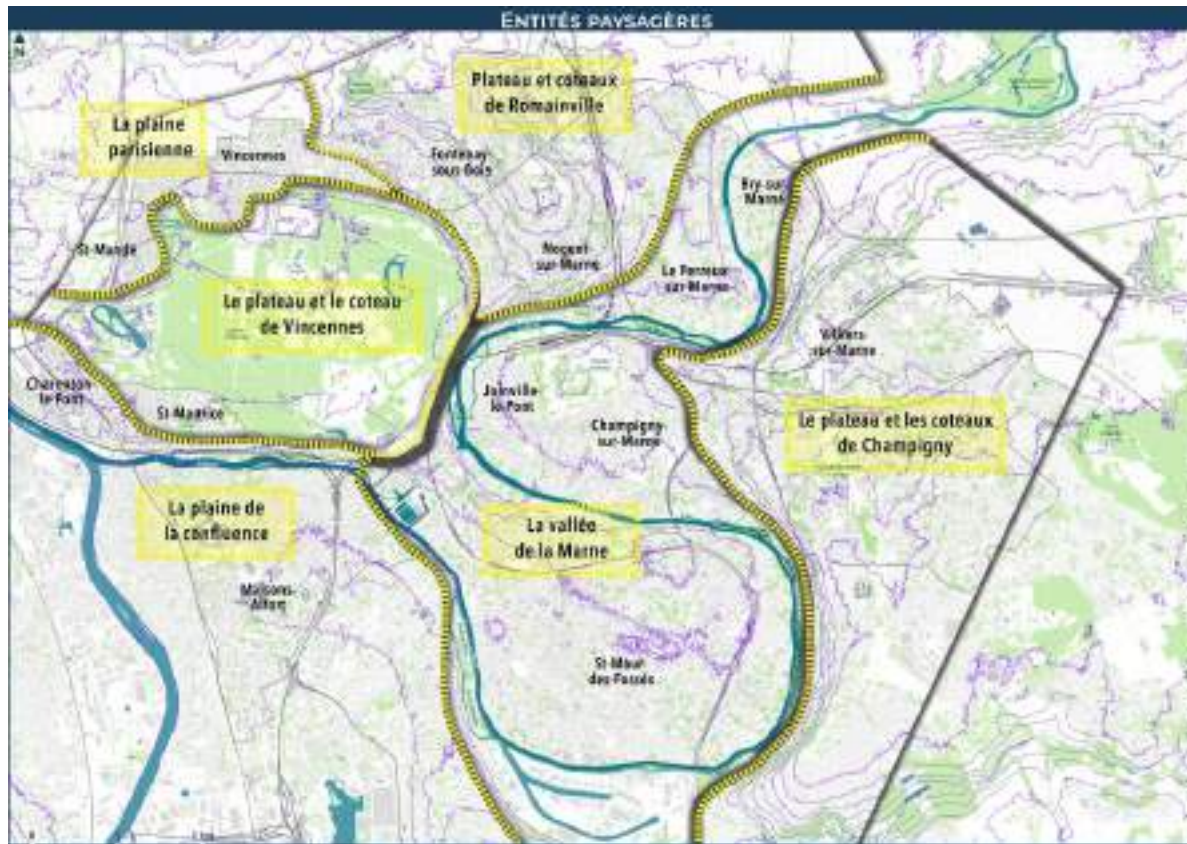 ENTITÉS PAYSAGÈRES
N
Plateau et coteaux
de Romainville
La plaine
parisienne
Vincennes
Fontenay
sous-Bois
Bry-sur
Marne
St-Mandé
Nogent
sur-Marne
Le Perreux
sur-Marne
Le plateau et le coteau
de Vincennes
Villiers
sur-Marne
Charenton
le-Pont
Joinville
le-Pont
St-Maurice
Champigny
sur-Marne
Le plateau et les coteaux
de Champigny
La plaine de
la confluence
La vallée
de la Marne
Maisons-
Alfort
St-Maur
des-Fossés